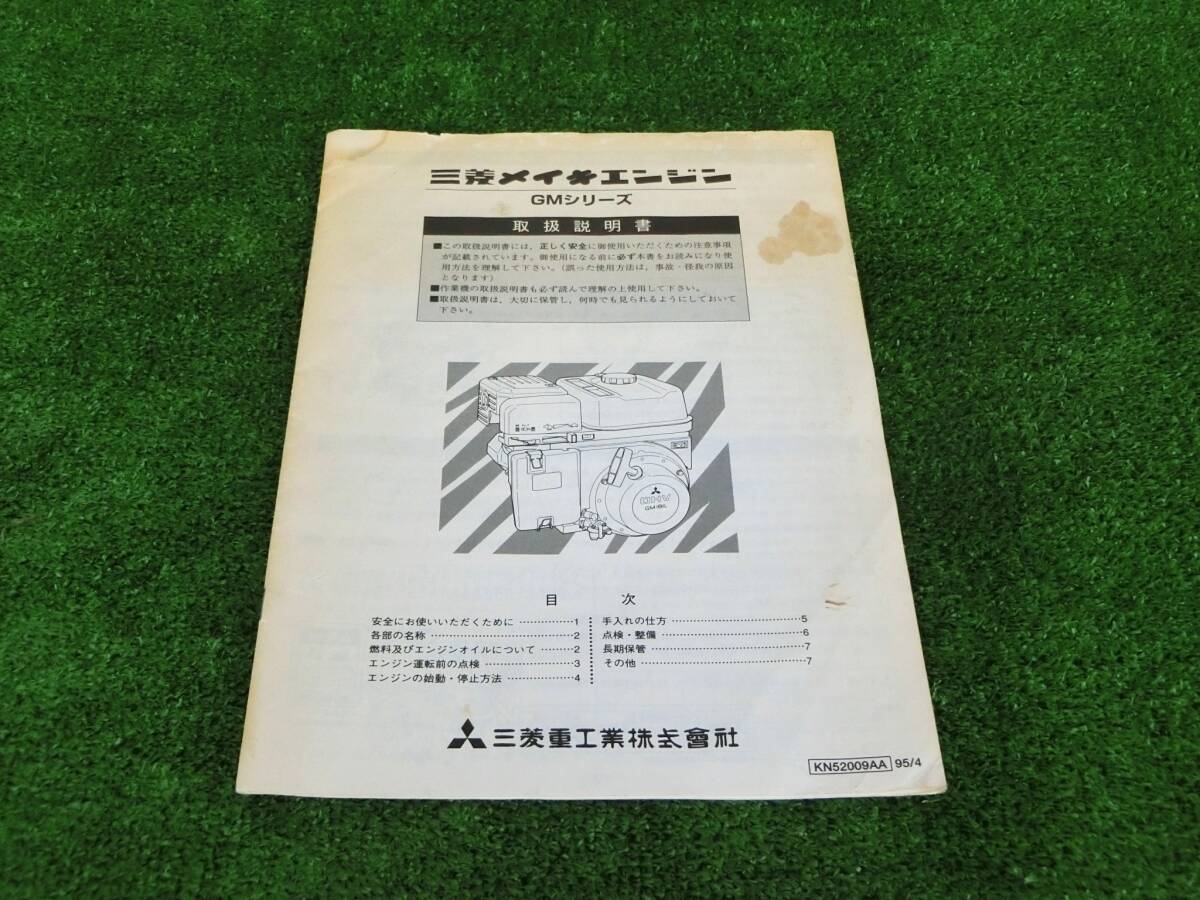 三菱メイキエンジン
GMシリーズ
取扱説明書
■この取扱説明書には、正しく安全に御使用いただくための注意事項
が記載されています。御使用になる前に必ず本書をお読みになり使
用方法を理解して下さい。(誤った使用方法は、事故・怪我の原因
となります)
■作業機の取扱説明書も必ず読んで理解の上使用して下さい。
■取扱説明書は、大切に保管し、何時でも見られるようにしておいて
下さい。
OHV
GM181L
目 次
安全にお使いいただくために ……………1
各部の名称 ……………2
燃料及びエンジンオイルについて ………2
エンジン運転前の点検 ……………3
エンジンの始動・停止方法 ……………4
手入れの仕方 ……………5
点検・整備 ……………6
長期保管 ……………7
その他 ……………7
三菱重工業株式會社
KN52009AA 95/4